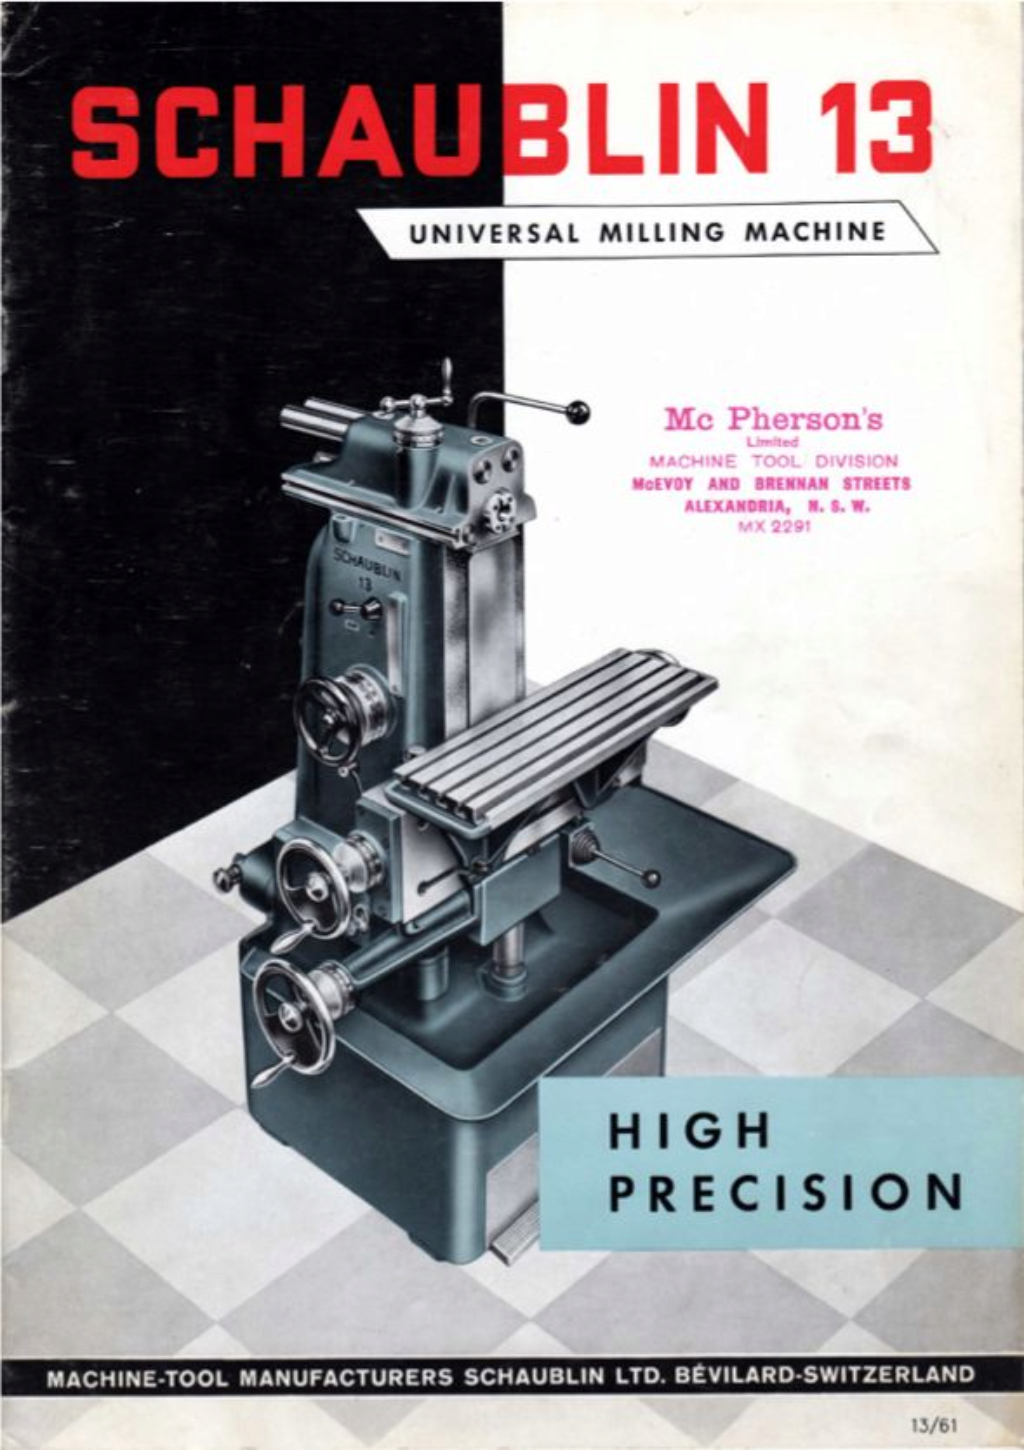 SCHAUBLIN 13
UNIVERSAL MILLING MACHINE
Mc Pherson's
Limited
MACHINE TOOL DIVISION
McEVOY AND BRENNAN STREETS
ALEXANDRIA, N. S. W.
MX 2291
SCHAUBLIN
13
HIGH
PRECISION
MACHINE-TOOL MANUFACTURERS SCHAUBLIN LTD. BÉVILARD-SWITZERLAND
13/61